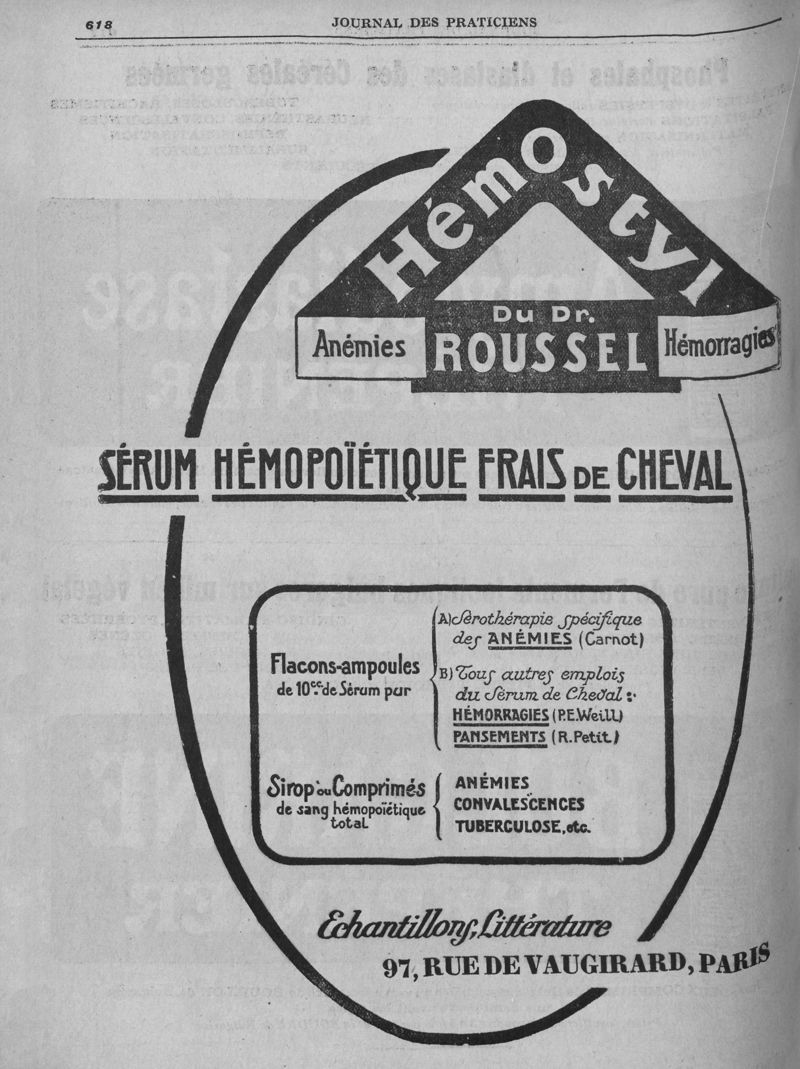 618
JOURNAL DES PRATICIENS
HémOstyl
Du Dr.
ROUSSEL
Anémies
Hémorragies
SÉRUM HÉMOPOÏÉTIQUE FRAIS DE CHEVAL
Flacons-ampoules
de 10cc. de Sérum pur
A) Sérothérapie spécifique
des ANÉMIES (Carnot)
B) Tous autres emplois
du Sérum de Cheval :
HÉMORRAGIES (P.E.Weill)
PANSEMENTS (R.Petit)
Sirop ou Comprimés
de sang hémopoïétique
total
ANÉMIES
CONVALESCENCES
TUBERCULOSE, etc.
Echantillons, Littérature
97, RUE DE VAUGIRARD, PARIS